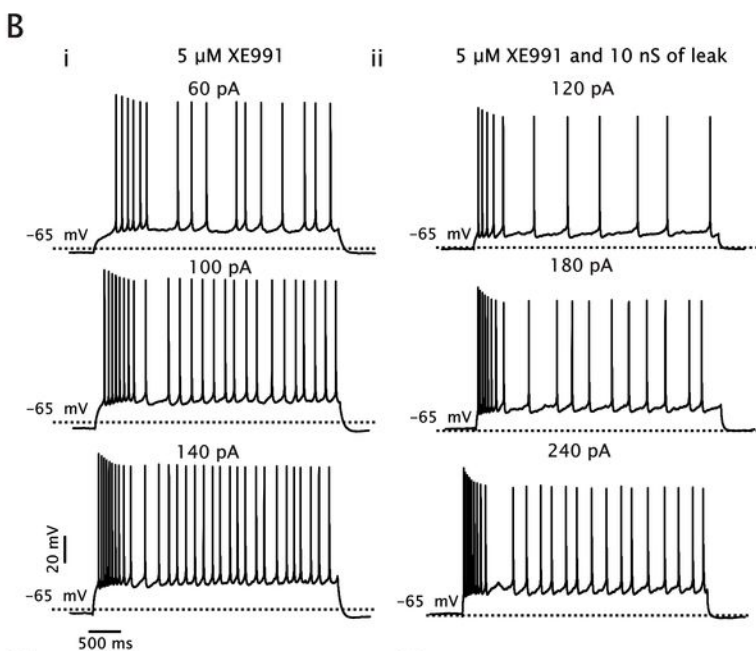 B
i 5 µM XE991
60 pA
−65 mV
100 pA
−65 mV
140 pA
20 mV
−65 mV
500 ms
ii 5 µM XE991 and 10 nS of leak
120 pA
−65 mV
180 pA
−65 mV
240 pA
−65 mV